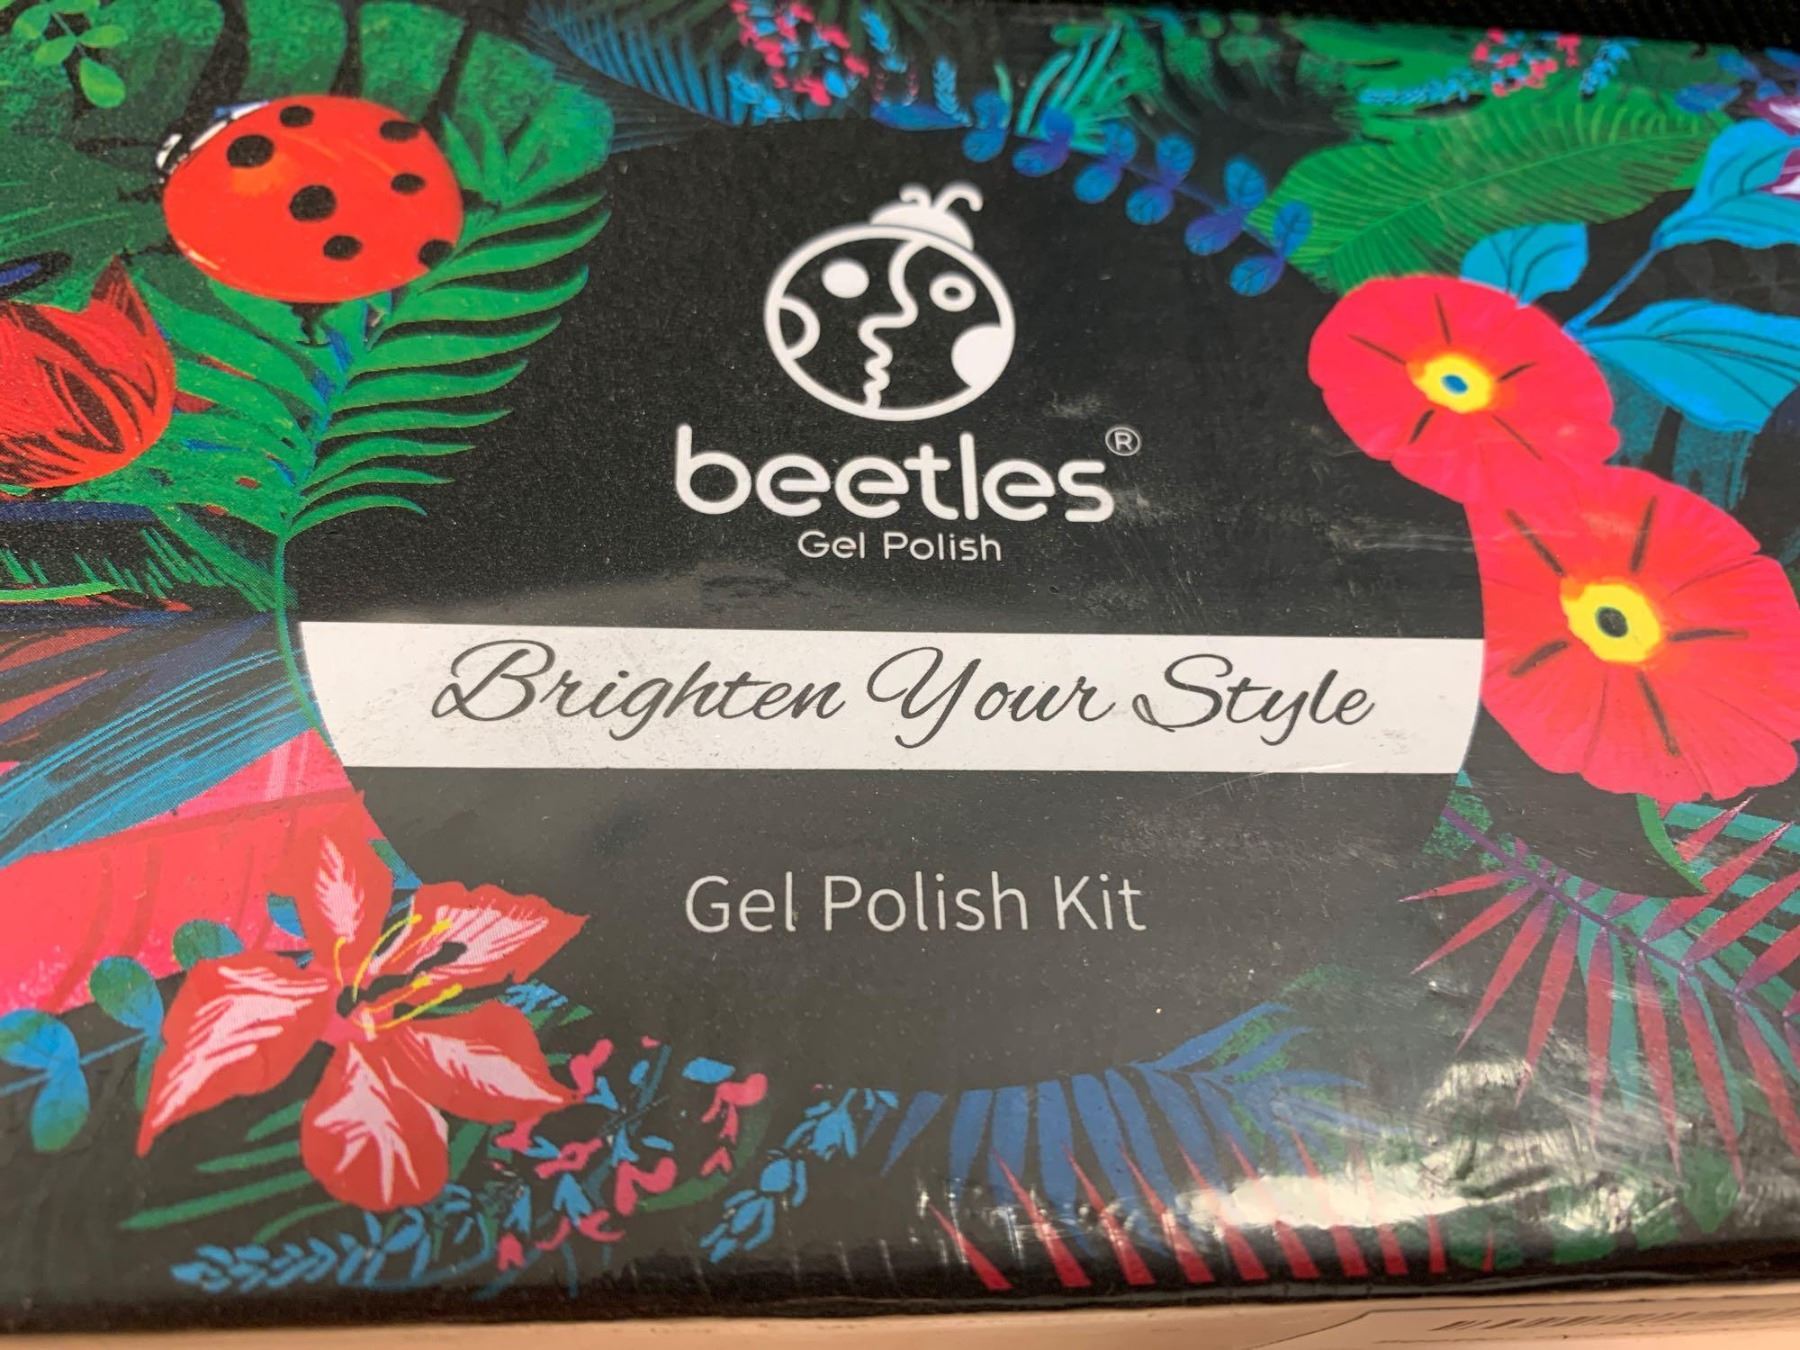 beetles®
Gel Polish
Brighten Your Style
Gel Polish Kit